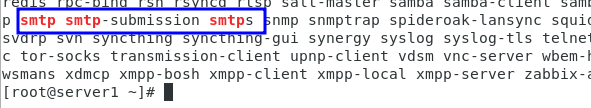 redis rpc-bind rsh rsyncd rtsp salt-master samba samba-client samb
p smtp smtp-submission smtps snmp snmptrap spideroak-lansync squid
svdrp svn syncthing syncthing-gui synergy syslog syslog-tls telnet
c tor-socks transmission-client upnp-client vdsm vnc-server wbem-h
wsmans xdmcp xmpp-bosh xmpp-client xmpp-local xmpp-server zabbix-a
[root@server1 ~]#